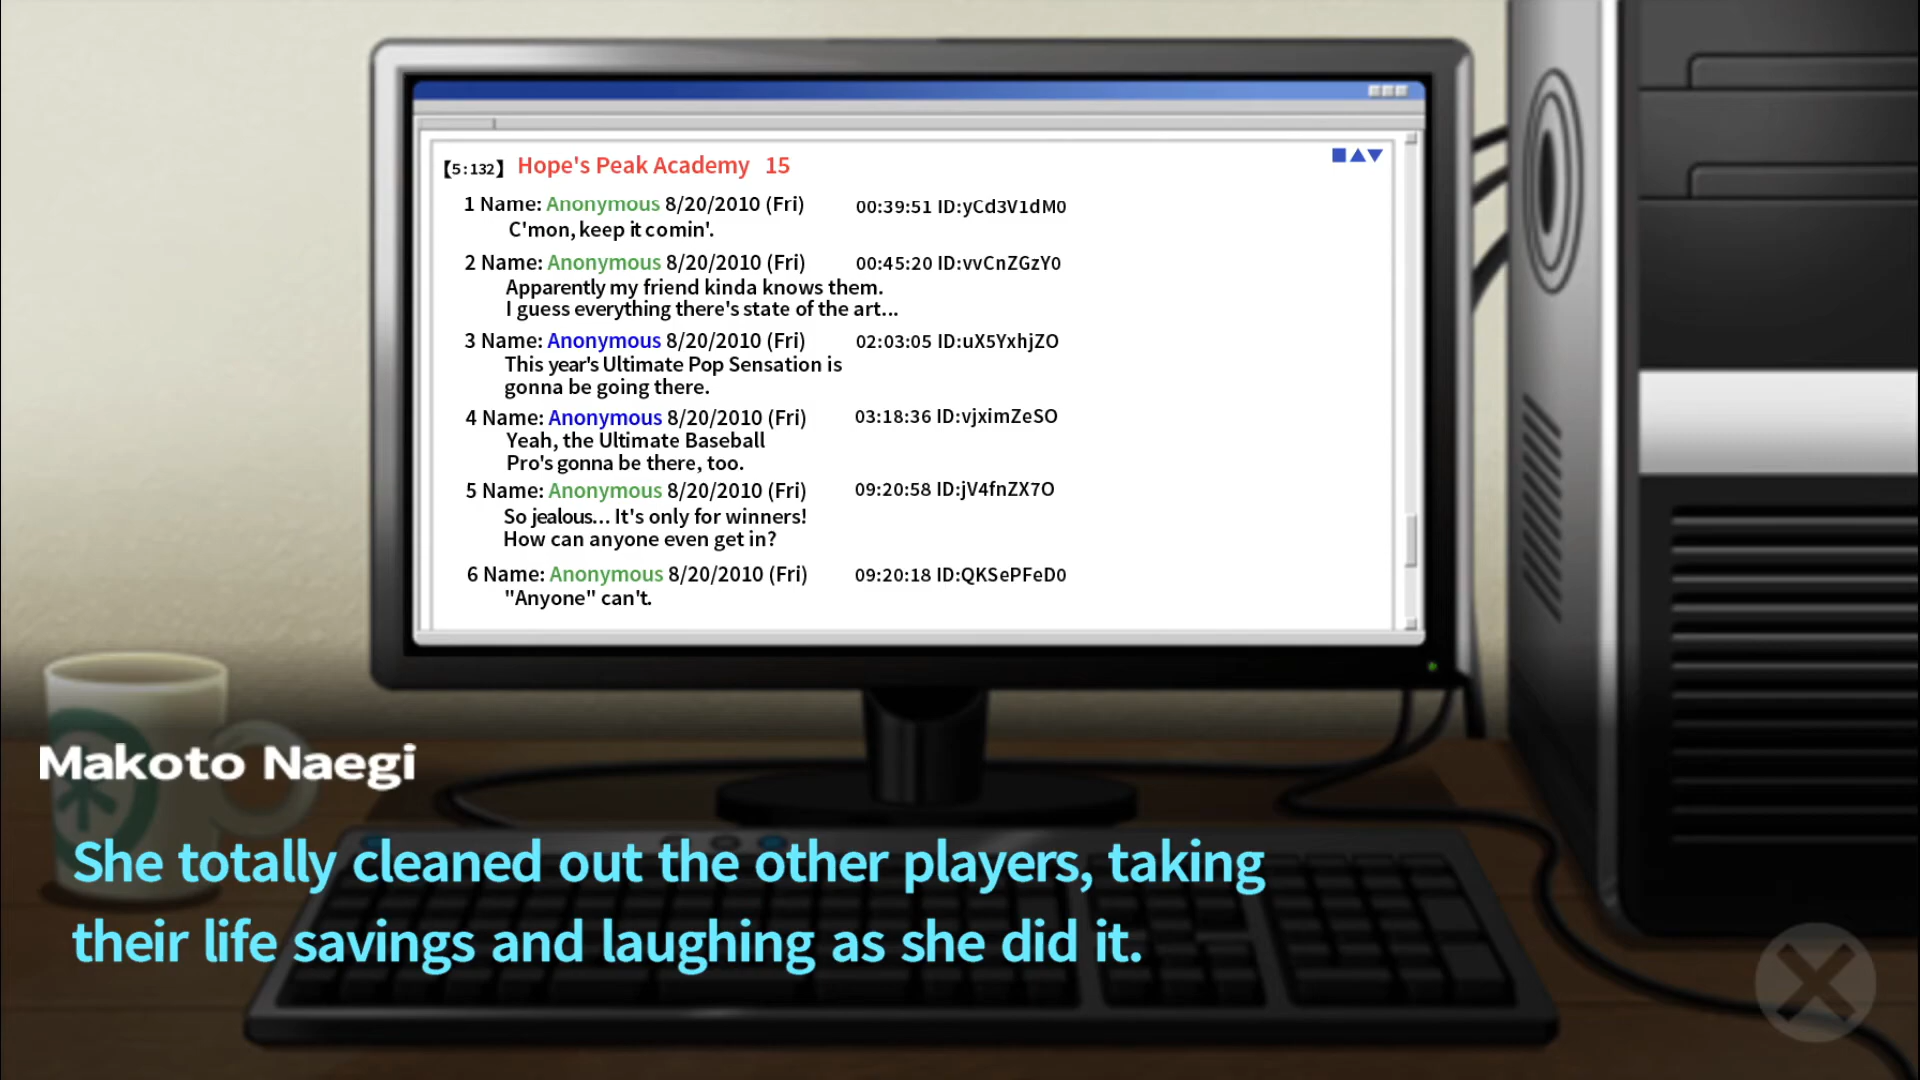 【5:132】 Hope's Peak Academy 15
1 Name: Anonymous 8/20/2010 (Fri) 00:39:51 ID:yCd3V1dM0
C'mon, keep it comin'.
2 Name: Anonymous 8/20/2010 (Fri) 00:45:20 ID:vvCnZGzY0
Apparently my friend kinda knows them.
I guess everything there's state of the art...
3 Name: Anonymous 8/20/2010 (Fri) 02:03:05 ID:uX5YxhjZO
This year's Ultimate Pop Sensation is
gonna be going there.
4 Name: Anonymous 8/20/2010 (Fri) 03:18:36 ID:vjximZeSO
Yeah, the Ultimate Baseball
Pro's gonna be there, too.
5 Name: Anonymous 8/20/2010 (Fri) 09:20:58 ID:jV4fnZX7O
So jealous... It's only for winners!
How can anyone even get in?
6 Name: Anonymous 8/20/2010 (Fri) 09:20:18 ID:QKSePFeD0
"Anyone" can't.
Makoto Naegi
She totally cleaned out the other players, taking
their life savings and laughing as she did it.